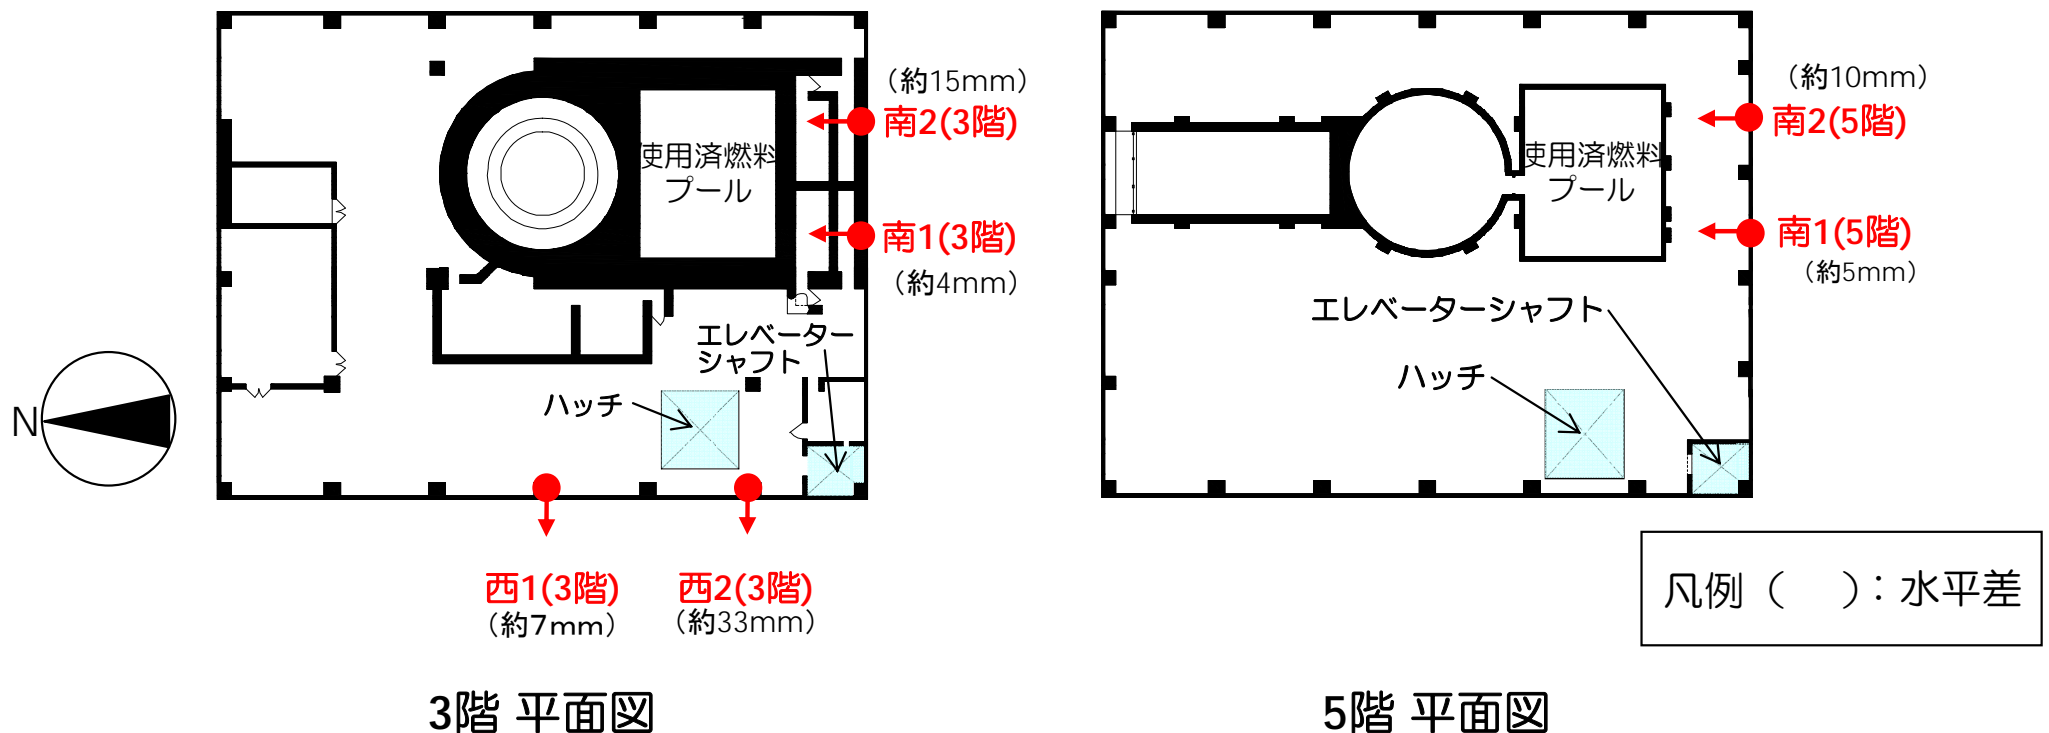 （約15mm）
南2(3階)
使用済燃料
プール
南1(3階)
（約4mm）
エレベーター
シャフト
ハッチ
N
西1(3階)
（約7mm）
西2(3階)
（約33mm）
3階 平面図
（約10mm）
南2(5階)
使用済燃料
プール
南1(5階)
（約5mm）
エレベーターシャフト
ハッチ
凡例（　）：水平差
5階 平面図